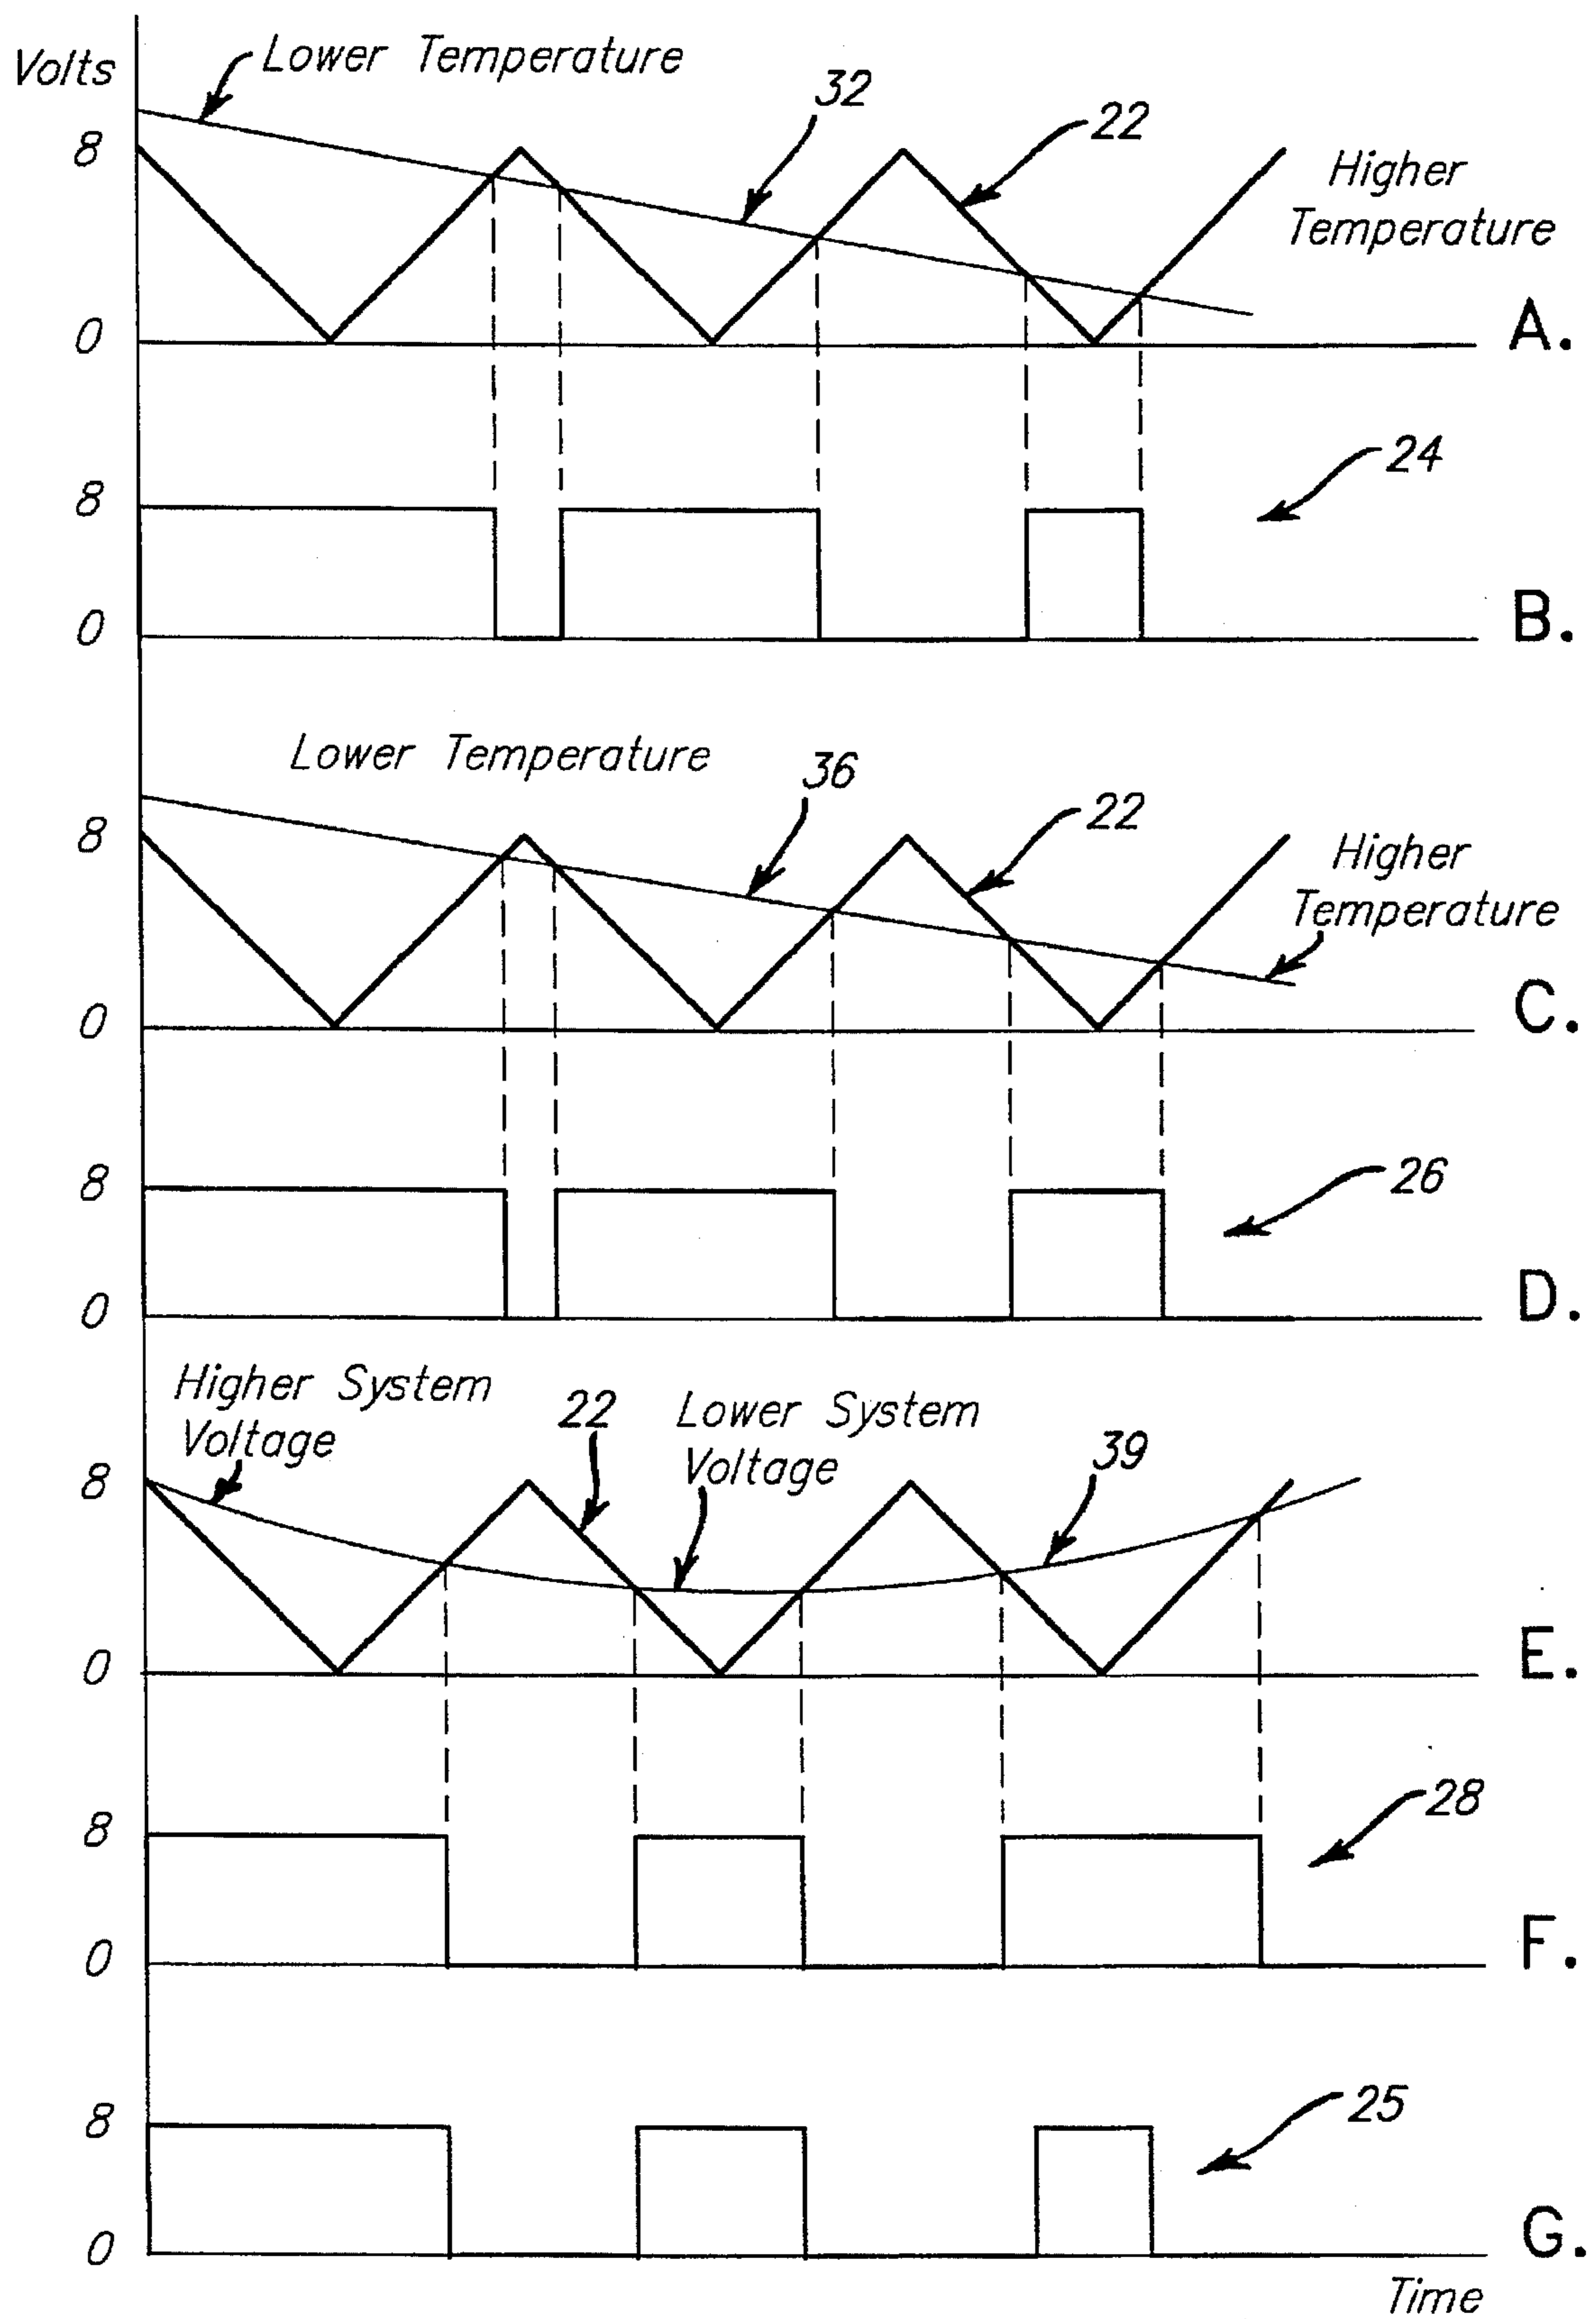 Volts
Lower Temperature
32
22
8
Higher
Temperature
0
A.
24
8
0
B.
Lower Temperature
36
22
8
Higher
Temperature
0
C.
26
8
0
D.
Higher System
Voltage
22
Lower System
Voltage
39
8
0
E.
28
8
0
F.
25
8
0
G.
Time